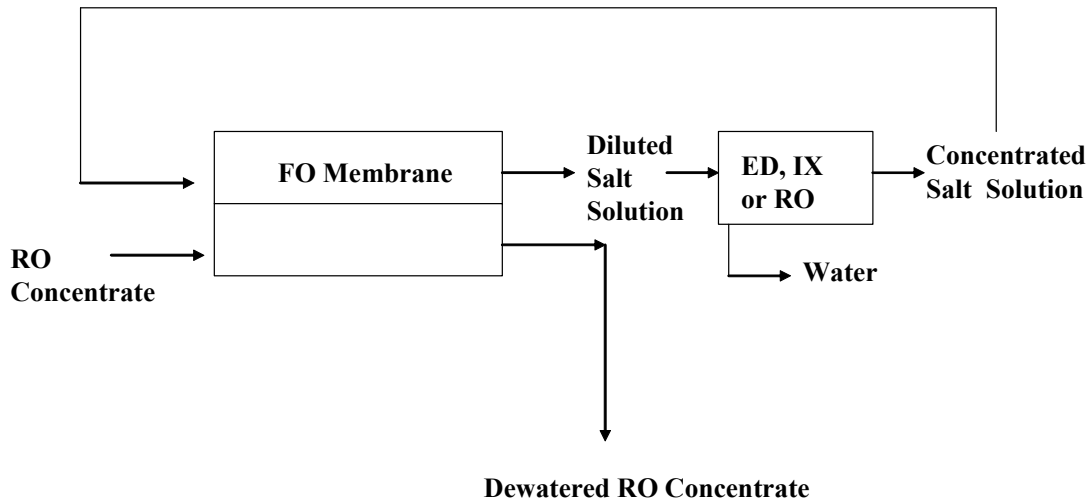 FO Membrane
Diluted
Salt
Solution
ED, IX
or RO
Concentrated
Salt Solution
RO
Concentrate
Water
Dewatered RO Concentrate